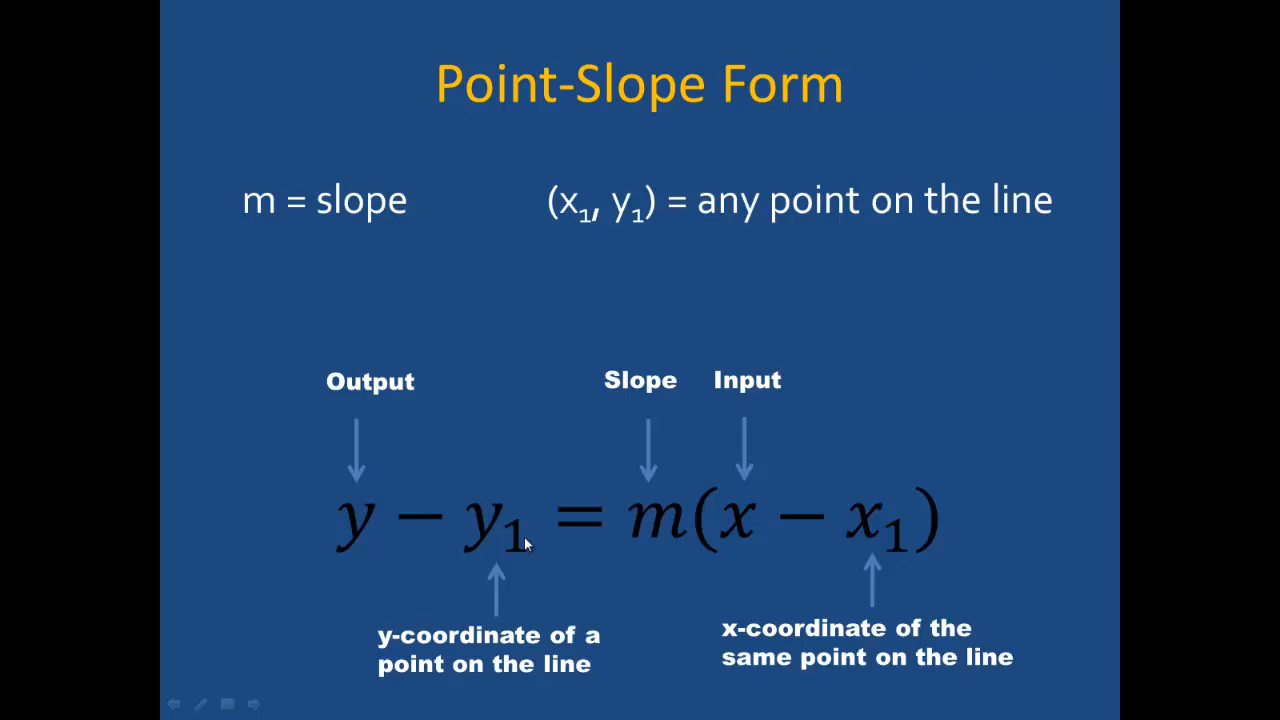 Point-Slope Form
m = slope (x₁, y₁) = any point on the line
Output Slope Input
y − y₁ = m(x − x₁)
y-coordinate of a
point on the line
x-coordinate of the
same point on the line